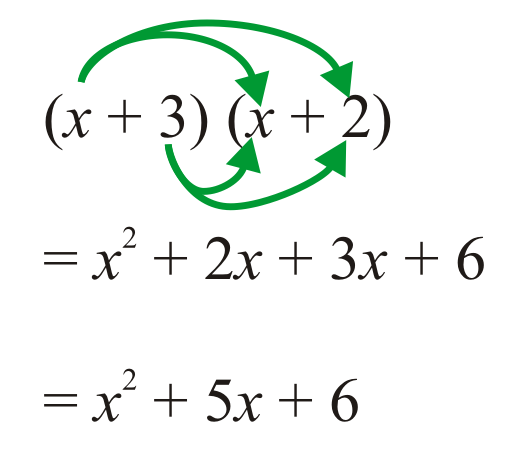 (x + 3) (x + 2)
= x² + 2x + 3x + 6
= x² + 5x + 6